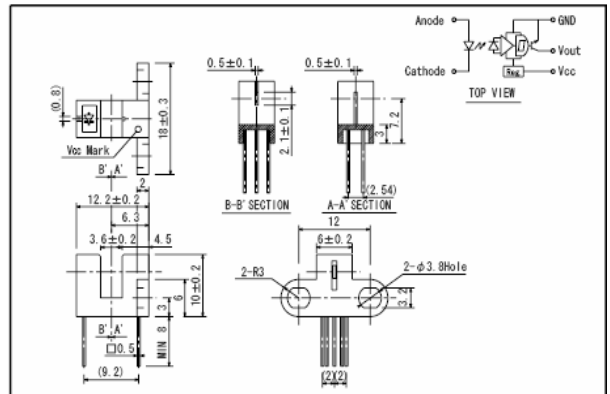 Anode
Cathode
GND
Vout
Vcc
Reg
TOP VIEW
(0.8)
18±0.3
Vcc Mark
0.5±0.1
2.1±0.1
B-B' SECTION
0.5±0.1
7.2
3
(2.54)
A-A' SECTION
B' A'
2
12.2±0.2
6.3
3.6±0.2
4.5
10±0.2
6
3
B' A'
□0.5
MIN 8
(9.2)
12
6±0.2
2-R3
2-φ3.8Hole
3.2
(2)(2)